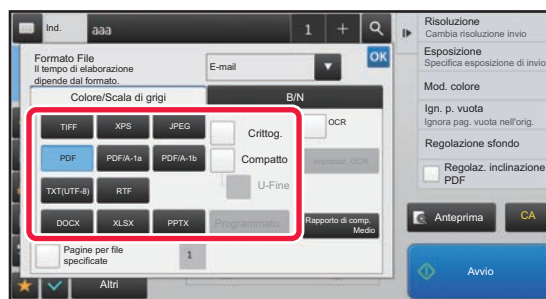 Ind.
aaa
1
Formato File
Il tempo di elaborazione
dipende dal formato.
E-mail
OK
Colore/Scala di grigi
B/N
TIFF
XPS
JPEG
Crittog.
OCR
PDF
PDF/A-1a
PDF/A-1b
Compatto
Impostaz. OCR
TXT(UTF-8)
RTF
U-Fine
DOCX
XLSX
PPTX
Programmato
Rapporto di comp.
Medio
Pagine per file
specificate
1
Altri
Risoluzione
Cambia risoluzione invio
Esposizione
Specifica esposizione di invio
Mod. colore
Ign. p. vuota
Ignora pag. vuota nell'orig.
Regolazione sfondo
Regolaz. inclinazione
PDF
Anteprima
CA
Avvio